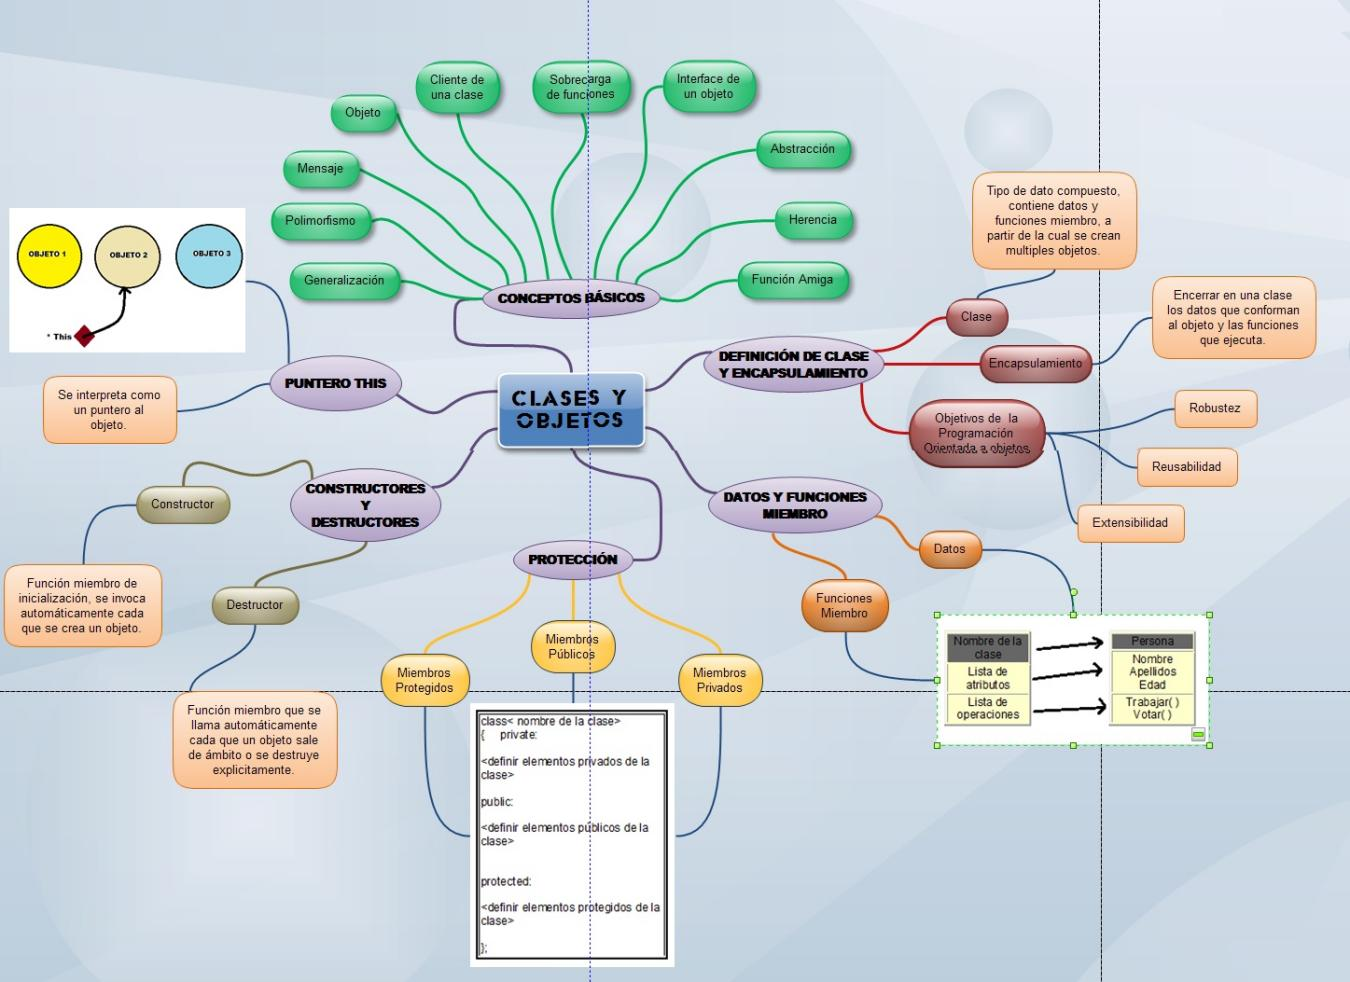 CLASES Y
OBJETOS
CONCEPTOS BÁSICOS
Generalización
Polimorfismo
Mensaje
Objeto
Cliente de
una clase
Sobrecarga
de funciones
Interface de
un objeto
Abstracción
Herencia
Función Amiga
DEFINICIÓN DE CLASE
Y ENCAPSULAMIENTO
Clase
Tipo de dato compuesto,
contiene datos y
funciones miembro, a
partir de la cual se crean
multiples objetos.
Encapsulamiento
Encerrar en una clase
los datos que conforman
al objeto y las funciones
que ejecuta.
Objetivos de la
Programación
Orientada a objetos
Robustez
Reusabilidad
Extensibilidad
DATOS Y FUNCIONES
MIEMBRO
Datos
Funciones
Miembro
Nombre de la
clase
Lista de
atributos
Lista de
operaciones
Persona
Nombre
Apellidos
Edad
Trabajar( )
Votar( )
PROTECCIÓN
Miembros
Protegidos
Miembros
Públicos
Miembros
Privados
class< nombre de la clase>
{ private:
<definir elementos privados de la
clase>
public:
<definir elementos públicos de la
clase>
protected:
<definir elementos protegidos de la
clase>
};
CONSTRUCTORES
Y
DESTRUCTORES
Constructor
Función miembro de
inicialización, se invoca
automáticamente cada
que se crea un objeto.
Destructor
Función miembro que se
llama automáticamente
cada que un objeto sale
de ámbito o se destruye
explicitamente.
PUNTERO THIS
Se interpreta como
un puntero al
objeto.
OBJETO 1
OBJETO 2
OBJETO 3
* This